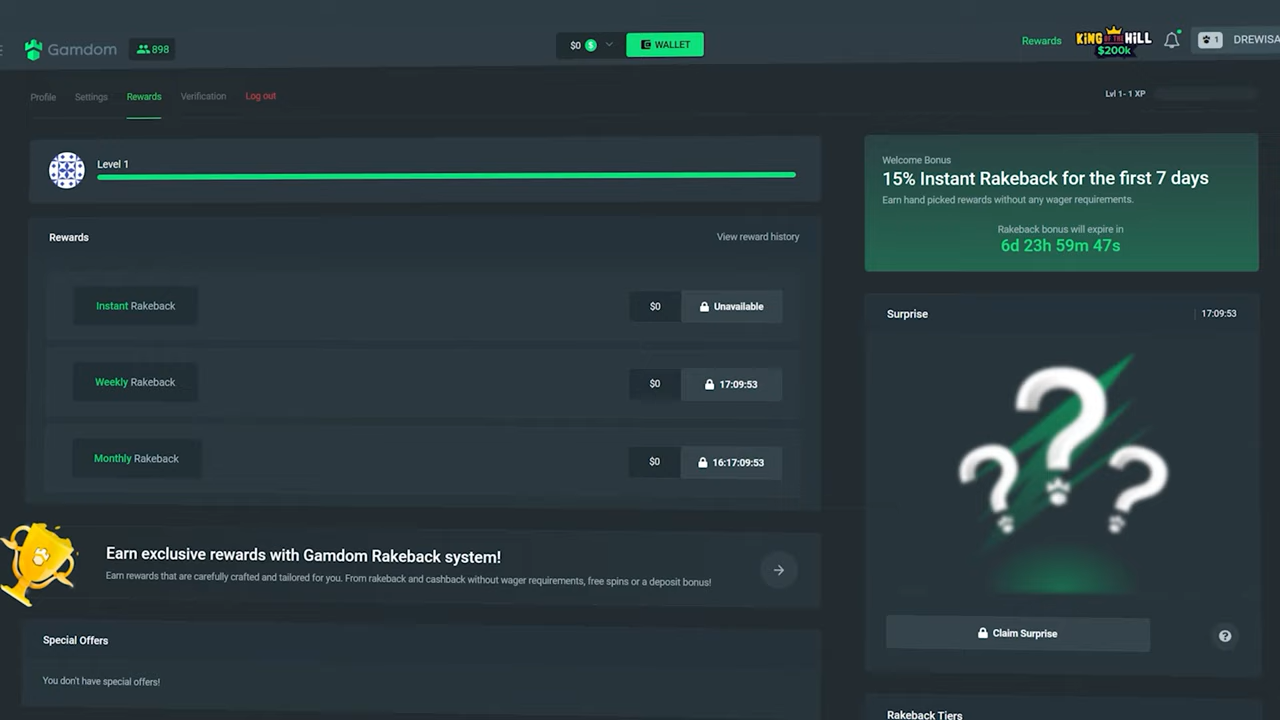 Gamdom
898
$0
WALLET
Rewards
KING OF THE HILL
$200k
1
DREWISA
Profile
Settings
Rewards
Verification
Log out
Lvl 1- 1 XP
Level 1
Welcome Bonus
15% Instant Rakeback for the first 7 days
Earn hand picked rewards without any wager requirements.
Rakeback bonus will expire in
6d 23h 59m 47s
Rewards
View reward history
Instant Rakeback
$0
Unavailable
Weekly Rakeback
$0
17:09:53
Monthly Rakeback
$0
16:17:09:53
Surprise
17:09:53
Claim Surprise
?
Earn exclusive rewards with Gamdom Rakeback system!
Earn rewards that are carefully crafted and tailored for you. From rakeback and cashback without wager requirements, free spins or a deposit bonus!
Special Offers
You don't have special offers!
Rakeback Tiers